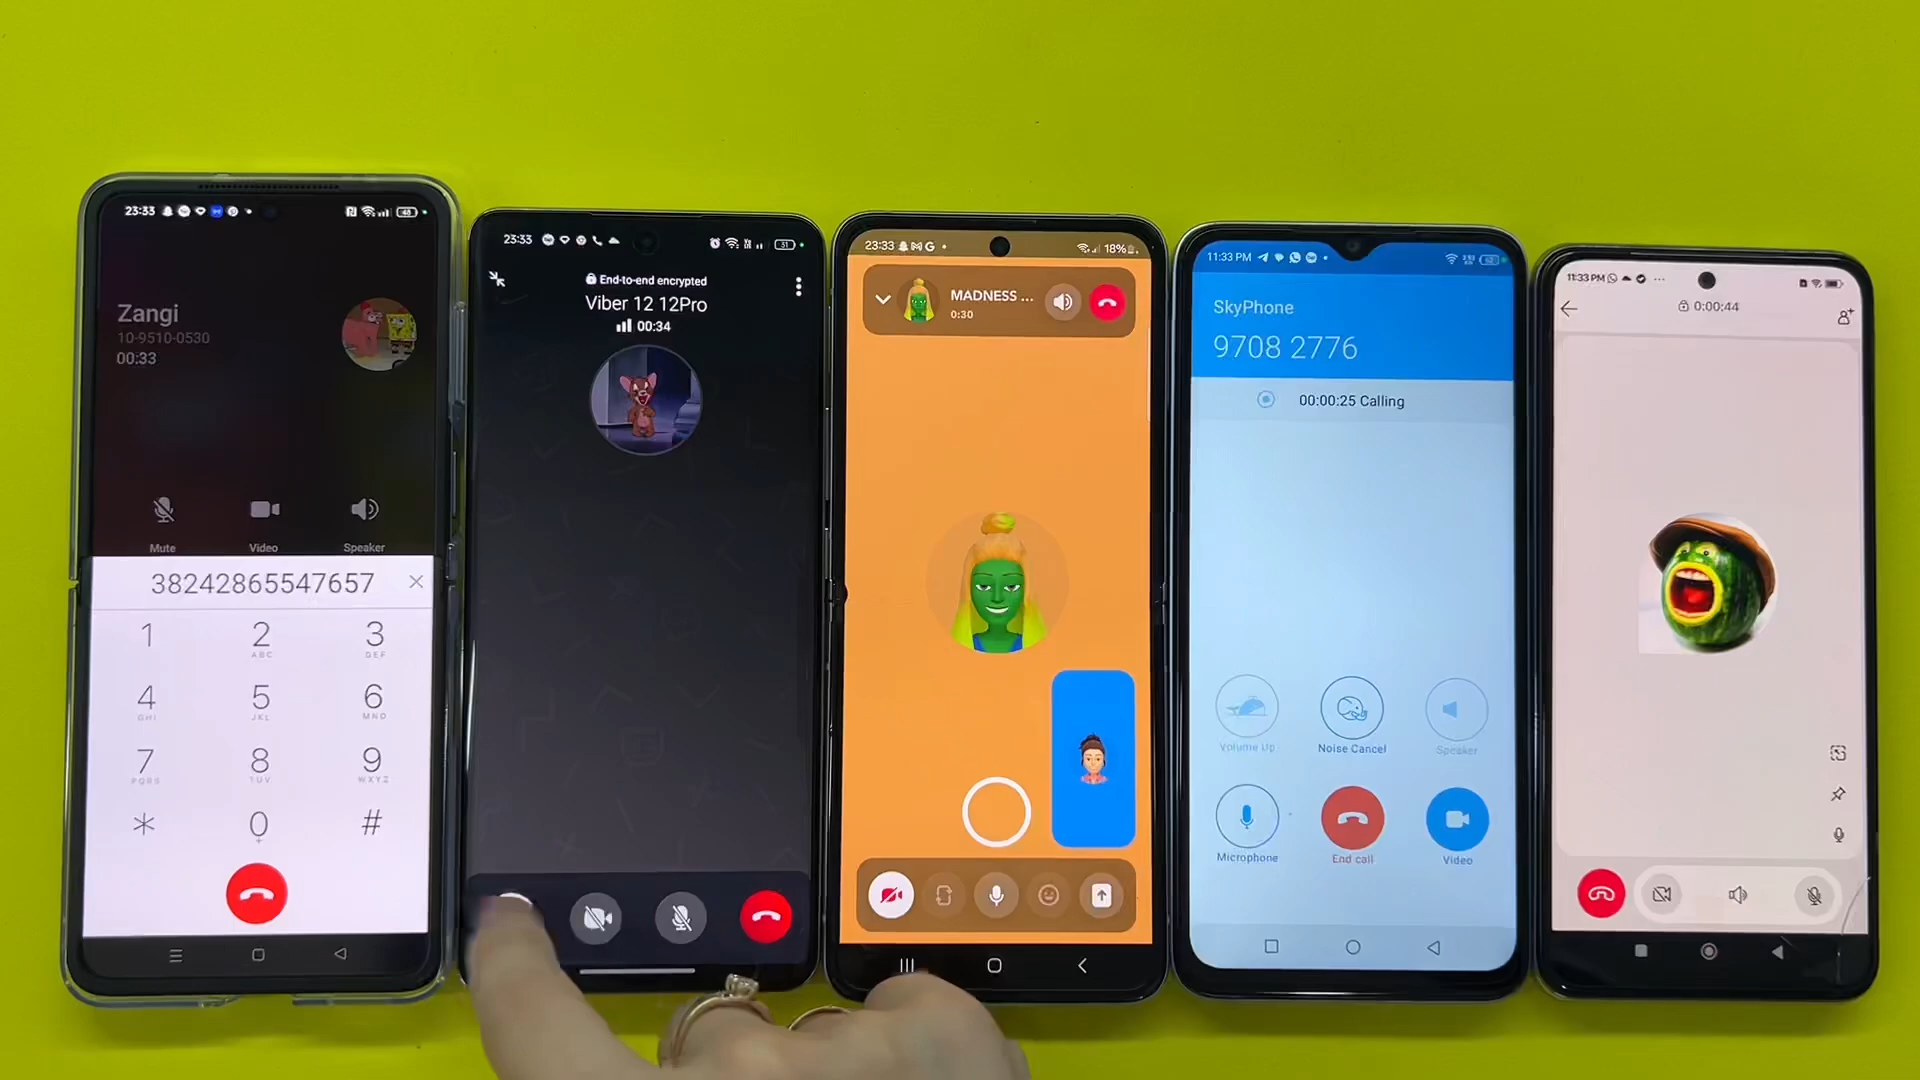 23:33
48
Zangi
10-9510-0530
00:33
Mute
Video
Speaker
38242865547657
1
2
ABC
3
DEF
4
GHI
5
JKL
6
MNO
7
PQRS
8
TUV
9
WXYZ
*
0
+
#
23:33
51
End-to-end encrypted
Viber 12 12Pro
00:34
23:33
18%
MADNESS ...
0:30
11:33 PM
SkyPhone
9708 2776
00:00:25 Calling
Volume Up
Noise Cancel
Speaker
Microphone
End call
Video
11:33 PM
0:00:44